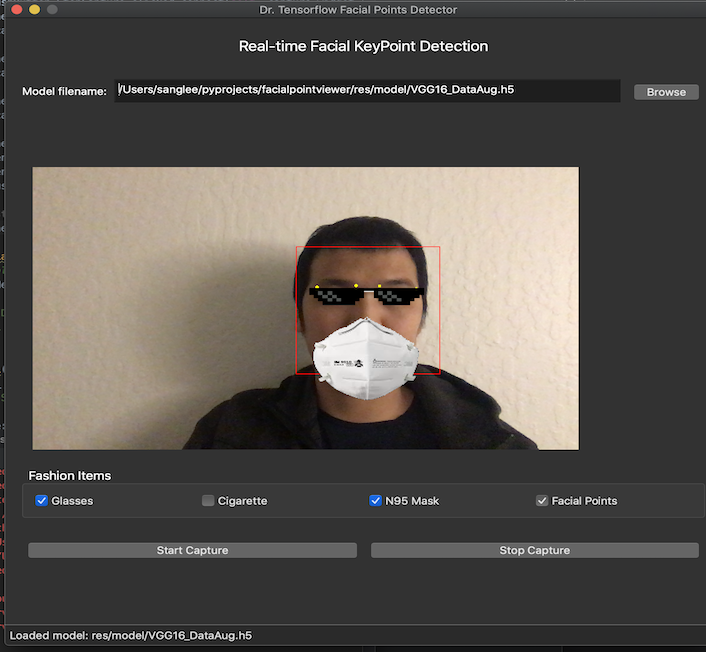 Dr. Tensorflow Facial Points Detector
Real-time Facial KeyPoint Detection
Model filename: /Users/sanglee/pyprojects/facialpointviewer/res/model/VGG16_DataAug.h5 Browse
Fashion Items
Glasses Cigarette N95 Mask Facial Points
Start Capture Stop Capture
Loaded model: res/model/VGG16_DataAug.h5